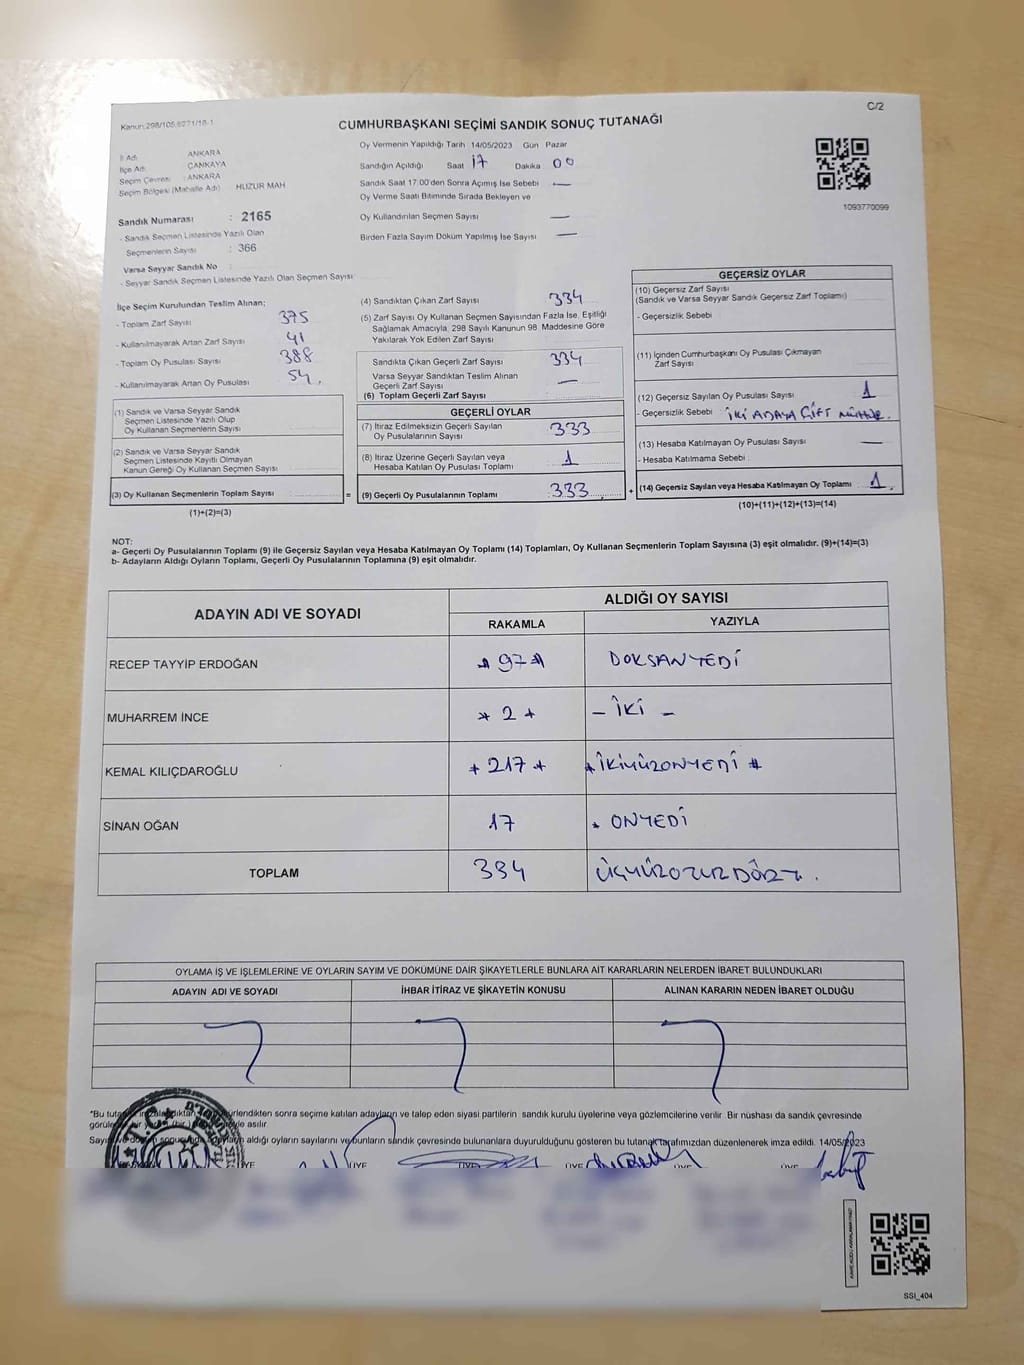 C/2
Kanun:298/105,6271/18-1
CUMHURBAŞKANI SEÇİMİ SANDIK SONUÇ TUTANAĞI
İl Adı : ANKARA
İlçe Adı : ÇANKAYA
Seçim Çevresi : ANKARA
Seçim Bölgesi (Mahalle Adı) : HUZUR MAH
Sandık Numarası : 2165
- Sandık Seçmen Listesinde Yazılı Olan
Seçmenlerin Sayısı : 366
Varsa Seyyar Sandık No :
- Seyyar Sandık Seçmen Listesinde Yazılı Olan Seçmen Sayısı
Oy Vermenin Yapıldığı Tarih 14/05/2023 Gün Pazar
Sandığın Açıldığı Saat 17 Dakika 00
Sandık Saat 17:00'den Sonra Açılmış İse Sebebi —
Oy Verme Saati Bitiminde Sırada Bekleyen ve
Oy Kullandırılan Seçmen Sayısı —
Birden Fazla Sayım Döküm Yapılmış İse Sayısı —
1093770099
İlçe Seçim Kurulundan Teslim Alınan;
- Toplam Zarf Sayısı 375
- Kullanılmayarak Artan Zarf Sayısı 41
- Toplam Oy Pusulası Sayısı 388
- Kullanılmayarak Artan Oy Pusulası 54.
(1) Sandık ve Varsa Seyyar Sandık
Seçmen Listesinde Yazılı Olup
Oy Kullanan Seçmenlerin Sayısı
(2) Sandık ve Varsa Seyyar Sandık
Seçmen Listesinde Kayıtlı Olmayan
Kanun Gereği Oy Kullanan Seçmen Sayısı
(3) Oy Kullanan Seçmenlerin Toplam Sayısı =
(1)+(2)=(3)
(4) Sandıktan Çıkan Zarf Sayısı 334
(5) Zarf Sayısı Oy Kullanan Seçmen Sayısından Fazla İse, Eşitliği
Sağlamak Amacıyla, 298 Sayılı Kanunun 98. Maddesine Göre
Yakılarak Yok Edilen Zarf Sayısı
Sandıkta Çıkan Geçerli Zarf Sayısı 334
Varsa Seyyar Sandıktan Teslim Alınan
Geçerli Zarf Sayısı —
(6) Toplam Geçerli Zarf Sayısı
GEÇERLİ OYLAR
(7) İtiraz Edilmeksizin Geçerli Sayılan
Oy Pusulalarının Sayısı 333
(8) İtiraz Üzerine Geçerli Sayılan veya
Hesaba Katılan Oy Pusulası Toplamı 1
(9) Geçerli Oy Pusulalarının Toplamı : 333 +
GEÇERSİZ OYLAR
(10) Geçersiz Zarf Sayısı
(Sandık ve Varsa Seyyar Sandık Geçersiz Zarf Toplamı)
- Geçersizlik Sebebi
(11) İçinden Cumhurbaşkanı Oy Pusulası Çıkmayan
Zarf Sayısı
(12) Geçersiz Sayılan Oy Pusulası Sayısı 1
- Geçersizlik Sebebi İKİ ADAYA ÇİFT MÜHÜR.
(13) Hesaba Katılmayan Oy Pusulası Sayısı —
- Hesaba Katılmama Sebebi
(14) Geçersiz Sayılan veya Hesaba Katılmayan Oy Toplamı 1.
(10)+(11)+(12)+(13)=(14)
NOT:
a- Geçerli Oy Pusulalarının Toplamı (9) ile Geçersiz Sayılan veya Hesaba Katılmayan Oy Toplamı (14) Toplamları, Oy Kullanan Seçmenlerin Toplam Sayısına (3) eşit olmalıdır. (9)+(14)=(3)
b- Adayların Aldığı Oyların Toplamı, Geçerli Oy Pusulalarının Toplamına (9) eşit olmalıdır.
ADAYIN ADI VE SOYADI ALDIĞI OY SAYISI
RAKAMLA YAZIYLA
RECEP TAYYİP ERDOĞAN * 97 * DOKSANYEDİ
MUHARREM İNCE * 2 * – İKİ –
KEMAL KILIÇDAROĞLU * 217 * * İKİYÜZONYEDİ #
SİNAN OĞAN 17 * ONYEDİ
TOPLAM 334 ÜÇYÜZOTUZDÖRT.
OYLAMA İŞ VE İŞLEMLERİNE VE OYLARIN SAYIM VE DÖKÜMÜNE DAİR ŞİKAYETLERLE BUNLARA AİT KARARLARIN NELERDEN İBARET BULUNDUKLARI
ADAYIN ADI VE SOYADI İHBAR İTİRAZ VE ŞİKAYETİN KONUSU ALINAN KARARIN NEDEN İBARET OLDUĞU
*Bu sonra seçime katılan adayların ve talep eden siyasi partilerin sandık kurulu üyelerine veya gözlemcilerine verilir. Bir nüshası da sandık çevresinde
asılır.
aldığı oyların sayılarını ve bunların sandık çevresinde bulunanlara duyurulduğunu gösteren bu tutanak tarafımızdan düzenlenerek imza edildi. 14/05/2023
ÜYE ÜYE ÜYE ÜYE
SSI_404